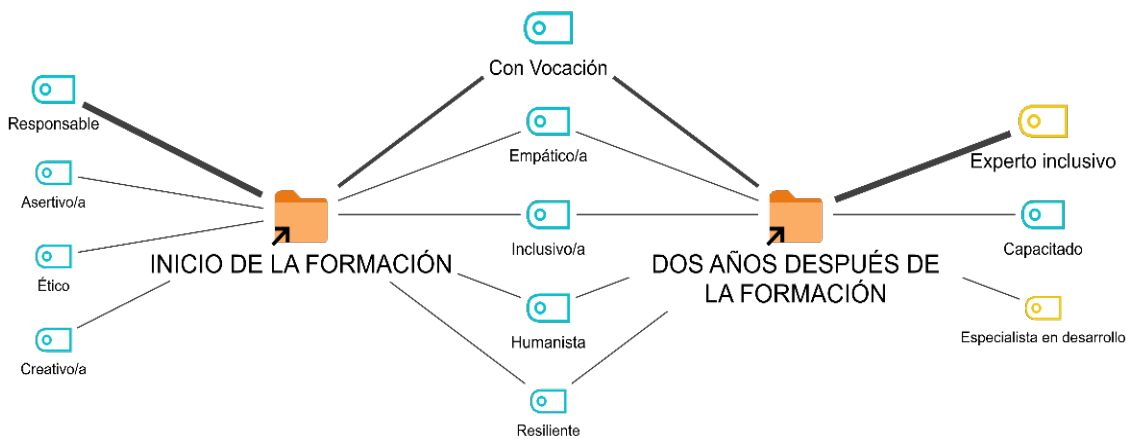 Con Vocación
Responsable
Empático/a
Experto inclusivo
Asertivo/a
Inclusivo/a
Capacitado
INICIO DE LA FORMACIÓN
DOS AÑOS DESPUÉS DE
LA FORMACIÓN
Ético
Humanista
Especialista en desarrollo
Creativo/a
Resiliente